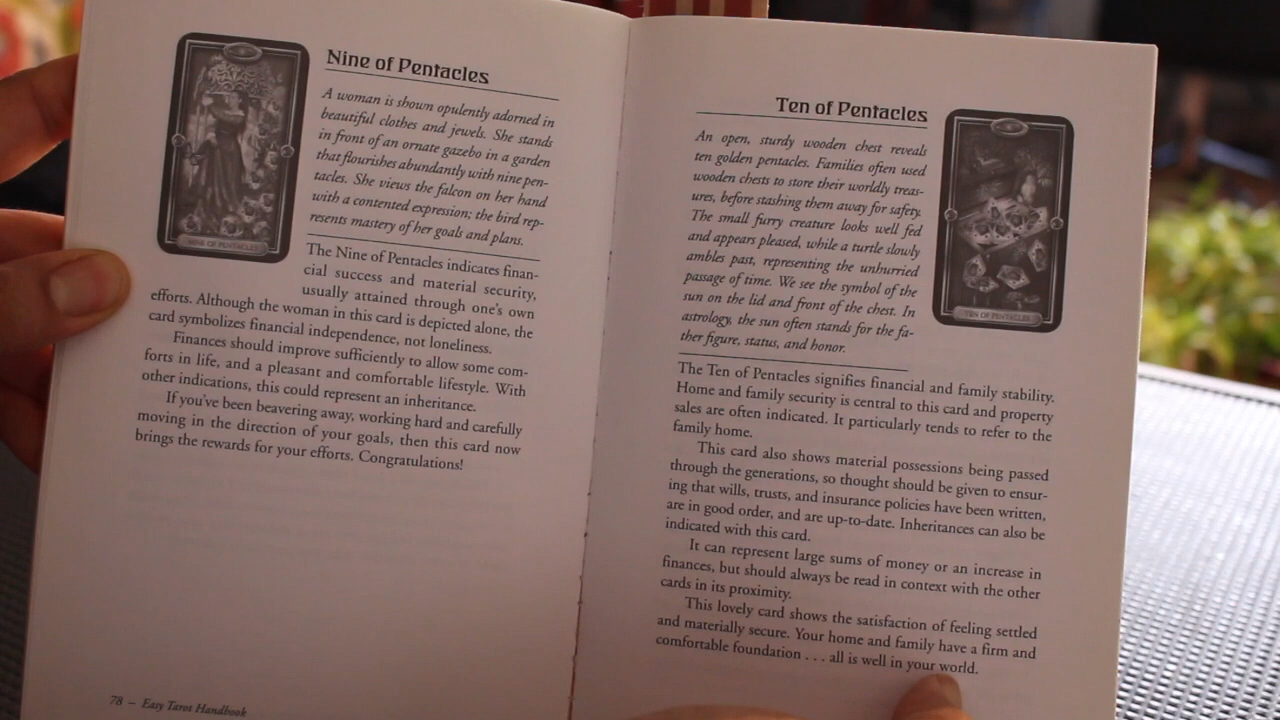 Nine of Pentacles
A woman is shown opulently adorned in
beautiful clothes and jewels. She stands
in front of an ornate gazebo in a garden
that flourishes abundantly with nine pen-
tacles. She views the falcon on her hand
with a contented expression; the bird rep-
resents mastery of her goals and plans.
NINE OF PENTACLES
The Nine of Pentacles indicates finan-
cial success and material security,
usually attained through one's own
efforts. Although the woman in this card is depicted alone, the
card symbolizes financial independence, not loneliness.
Finances should improve sufficiently to allow some com-
forts in life, and a pleasant and comfortable lifestyle. With
other indications, this could represent an inheritance.
If you've been beavering away, working hard and carefully
moving in the direction of your goals, then this card now
brings the rewards for your efforts. Congratulations!
78 – Easy Tarot Handbook
Ten of Pentacles
An open, sturdy wooden chest reveals
ten golden pentacles. Families often used
wooden chests to store their worldly treas-
ures, before stashing them away for safety.
The small furry creature looks well fed
and appears pleased, while a turtle slowly
ambles past, representing the unhurried
passage of time. We see the symbol of the
sun on the lid and front of the chest. In
astrology, the sun often stands for the fa-
ther figure, status, and honor.
TEN OF PENTACLES
The Ten of Pentacles signifies financial and family stability.
Home and family security is central to this card and property
sales are often indicated. It particularly tends to refer to the
family home.
This card also shows material possessions being passed
through the generations, so thought should be given to ensur-
ing that wills, trusts, and insurance policies have been written,
are in good order, and are up-to-date. Inheritances can also be
indicated with this card.
It can represent large sums of money or an increase in
finances, but should always be read in context with the other
cards in its proximity.
This lovely card shows the satisfaction of feeling settled
and materially secure. Your home and family have a firm and
comfortable foundation . . . all is well in your world.